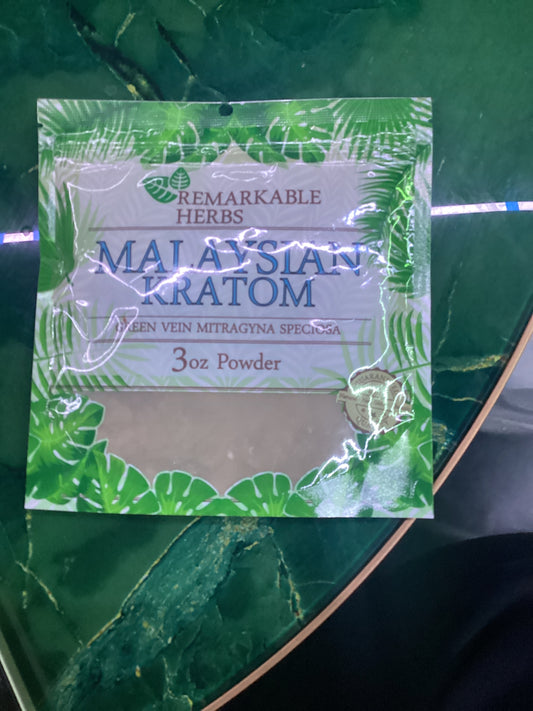 REMARKABLE
HERBS
MALAYSIAN
KRATOM
GREEN VEIN MITRAGYNA SPECIOSA
3oz Powder